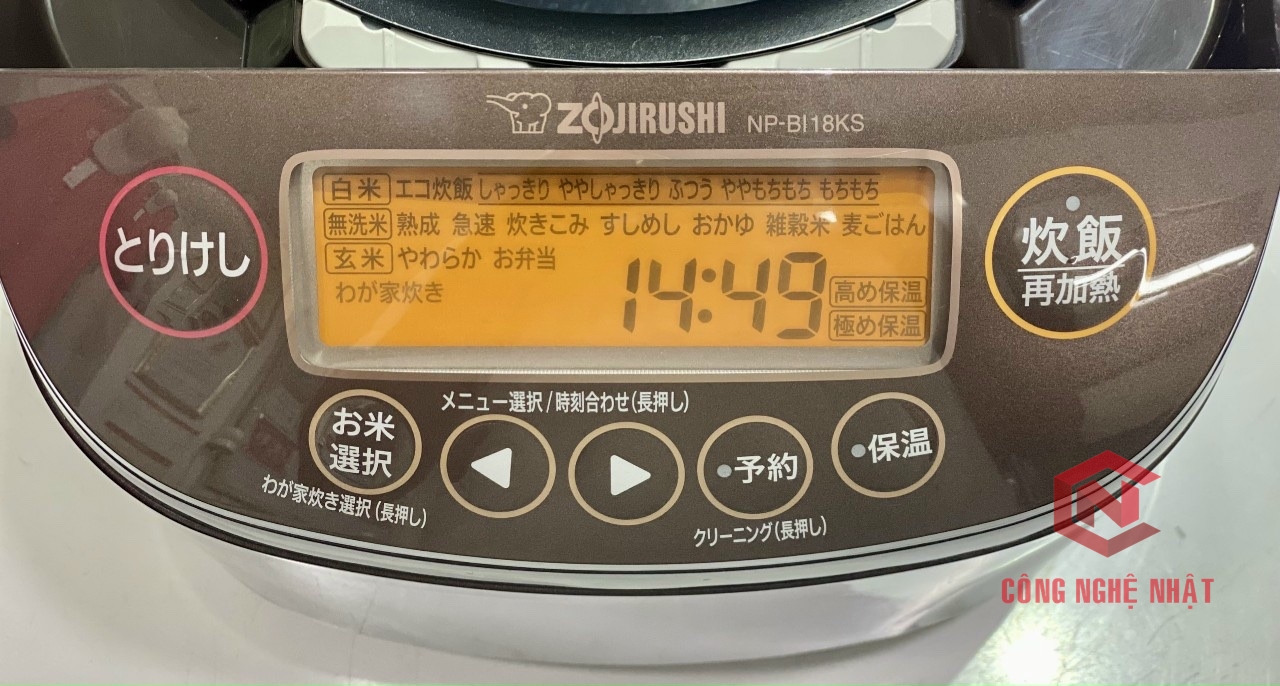 ZOJIRUSHI NP-BI18KS
白米 エコ炊飯 しゃっきり ややしゃっきり ふつう ややもちもち もちもち
無洗米 熟成 急速 炊きこみ すしめし おかゆ 雑穀米 麦ごはん
玄米 やわらか お弁当
わが家炊き
14:49
高め保温
極め保温
とりけし
炊飯
再加熱
メニュー選択/時刻合わせ(長押し)
お米
選択
わが家炊き選択(長押し)
予約
クリーニング(長押し)
保温
CÔNG NGHỆ NHẬT